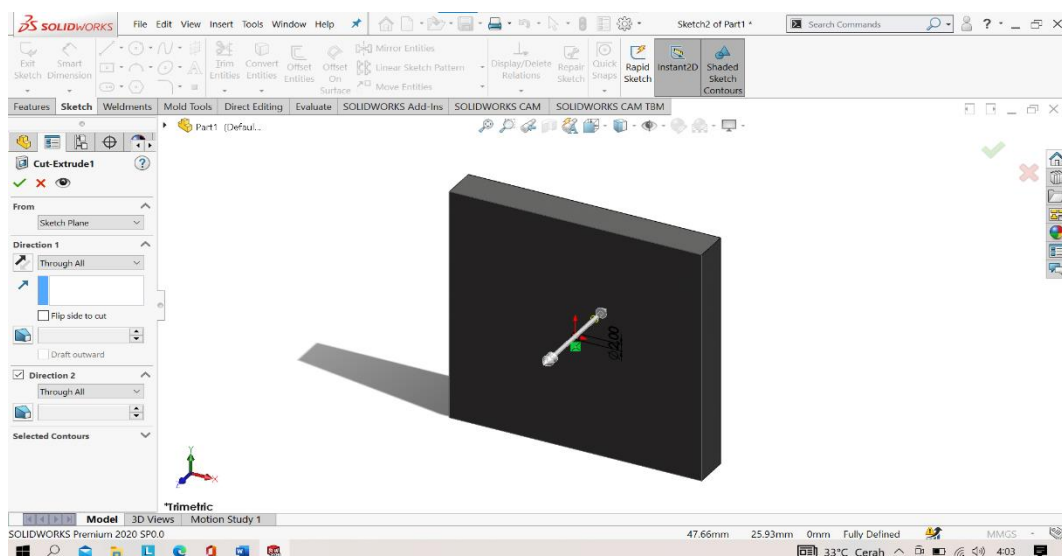 SOLIDWORKS File Edit View Insert Tools Window Help Sketch2 of Part1 * Search Commands ?
Exit Sketch Smart Dimension Trim Entities Convert Entities Offset Entities Offset On Surface Mirror Entities Linear Sketch Pattern Move Entities Display/Delete Relations Repair Sketch Quick Snaps Rapid Sketch Instant2D Shaded Sketch Contours
Features Sketch Weldments Mold Tools Direct Editing Evaluate SOLIDWORKS Add-Ins SOLIDWORKS CAM SOLIDWORKS CAM TBM
Part1 (Defaul...
Cut-Extrude1
From
Sketch Plane
Direction 1
Through All
Flip side to cut
Draft outward
Direction 2
Through All
Selected Contours
Ø2.00
Y
X
*Trimetric
Model 3D Views Motion Study 1
SOLIDWORKS Premium 2020 SP0.0 47.66mm 25.93mm 0mm Fully Defined MMGS
33°C Cerah 4:03